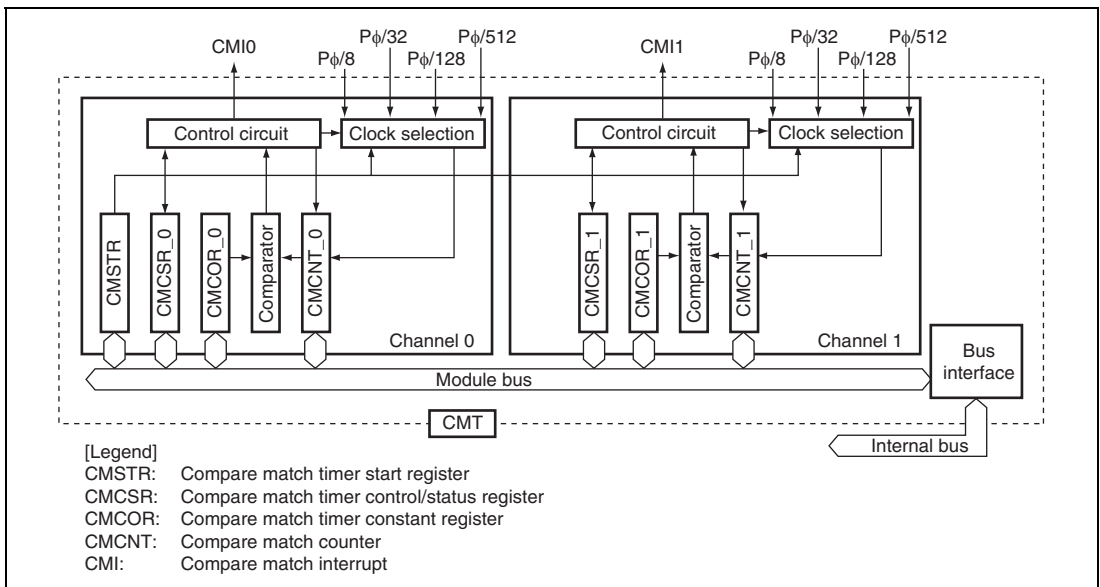 CMI0
Pφ/32
Pφ/512
Pφ/8
Pφ/128
CMI1
Pφ/32
Pφ/512
Pφ/8
Pφ/128
Control circuit
Clock selection
Control circuit
Clock selection
CMSTR
CMCSR_0
CMCOR_0
Comparator
CMCNT_0
Channel 0
CMCSR_1
CMCOR_1
Comparator
CMCNT_1
Channel 1
Module bus
Bus
interface
CMT
Internal bus
[Legend]
CMSTR: Compare match timer start register
CMCSR: Compare match timer control/status register
CMCOR: Compare match timer constant register
CMCNT: Compare match counter
CMI: Compare match interrupt